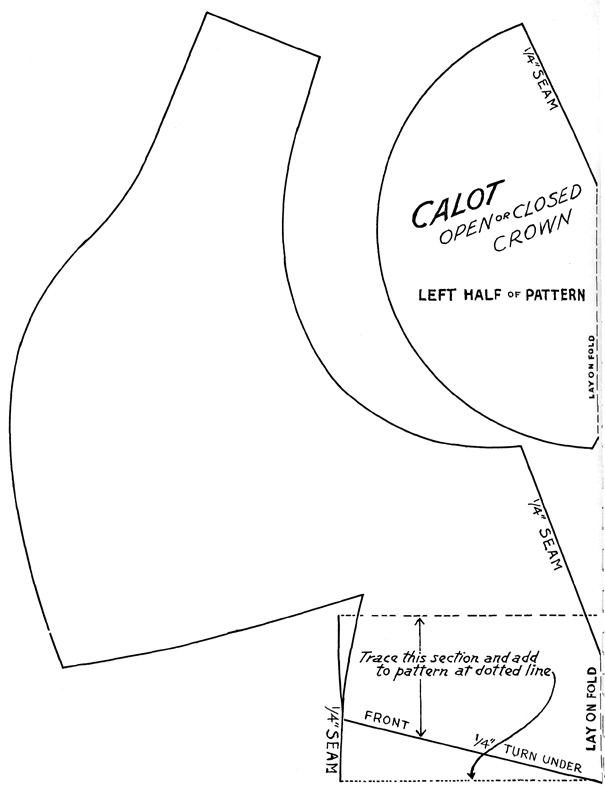 1/4" SEAM
CALOT
OPEN OR CLOSED
CROWN
LEFT HALF OF PATTERN
LAY ON FOLD
1/4" SEAM
Trace this section and add
to pattern at dotted line
LAY ON FOLD
1/4" SEAM
FRONT
1/4" TURN UNDER